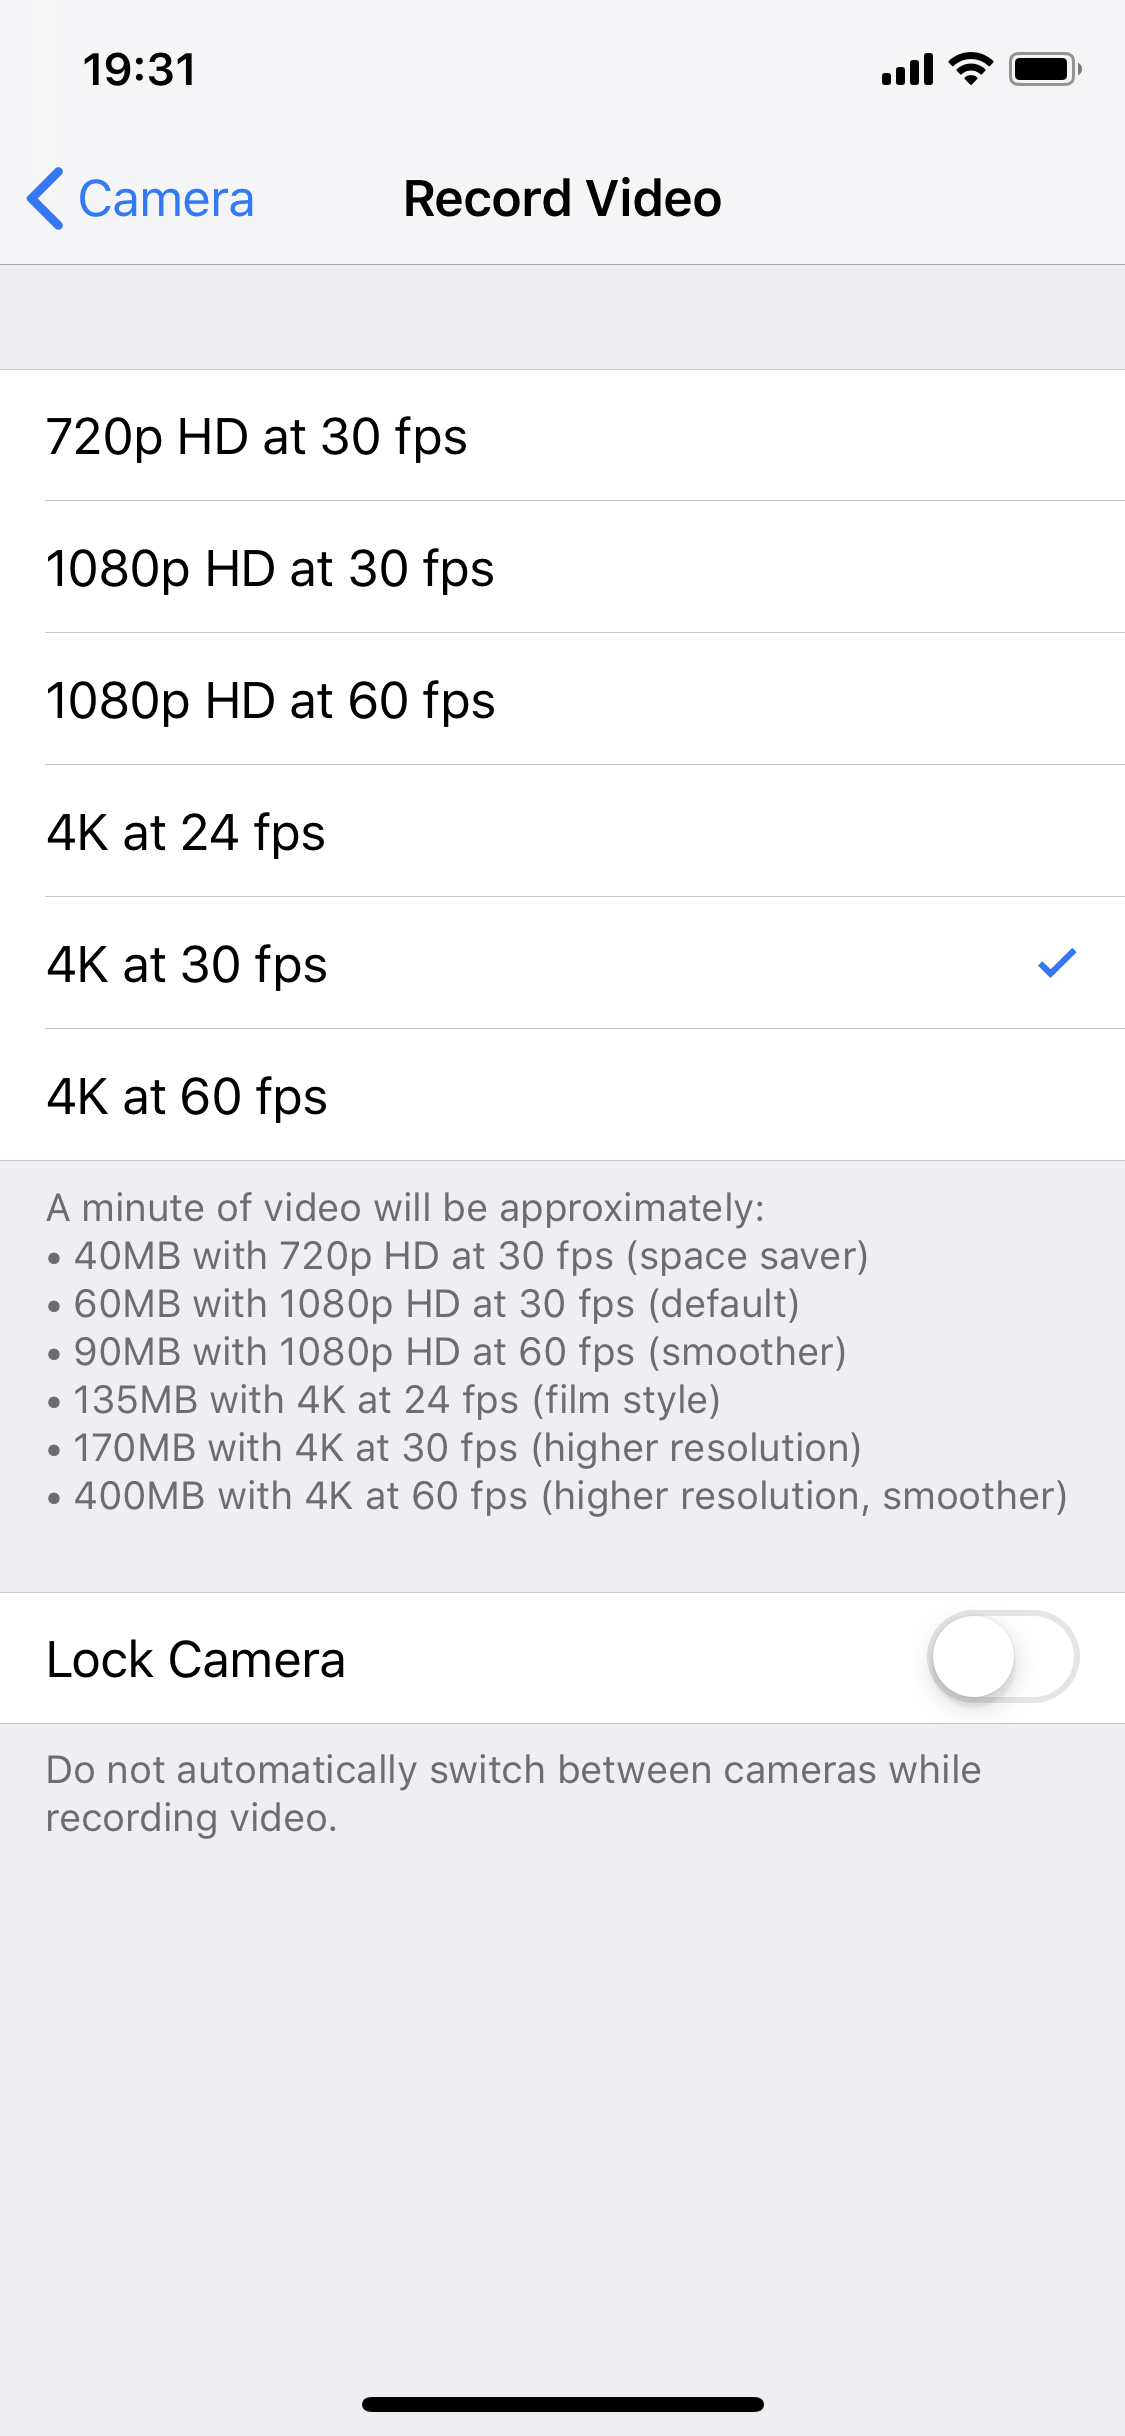 19:31
Camera
Record Video
720p HD at 30 fps
1080p HD at 30 fps
1080p HD at 60 fps
4K at 24 fps
4K at 30 fps
4K at 60 fps
A minute of video will be approximately:
• 40MB with 720p HD at 30 fps (space saver)
• 60MB with 1080p HD at 30 fps (default)
• 90MB with 1080p HD at 60 fps (smoother)
• 135MB with 4K at 24 fps (film style)
• 170MB with 4K at 30 fps (higher resolution)
• 400MB with 4K at 60 fps (higher resolution, smoother)
Lock Camera
Do not automatically switch between cameras while
recording video.